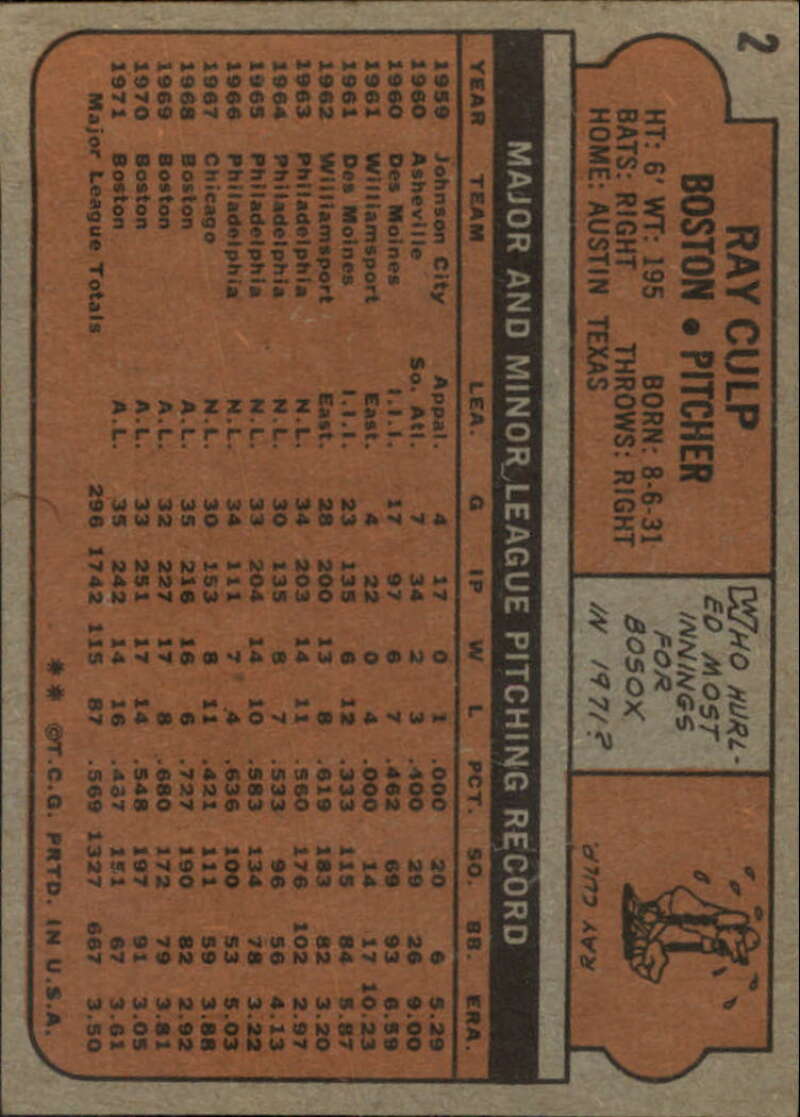 2
RAY CULP
BOSTON • PITCHER
HT: 6' WT: 195 BORN: 8-6-31
BATS: RIGHT THROWS: RIGHT
HOME: AUSTIN TEXAS
WHO HURL-
ED MOST
INNINGS
FOR
BOSOX
IN 1971?
RAY CULP
MAJOR AND MINOR LEAGUE PITCHING RECORD
YEAR TEAM LEA. G IP W L PCT. SO. BB. ERA.
1959 Johnson City Appal. 4 17 0 1 .000 20 6 5.29
1960 Asheville So. Atl. 7 34 2 3 .400 29 26 9.00
1960 Des Moines I.I.I. 17 97 6 7 .462 69 93 6.59
1961 Williamsport East. 4 22 0 4 .000 14 17 10.23
1961 Des Moines I.I.I. 23 135 6 12 .333 115 84 5.87
1962 Williamsport East. 28 200 13 8 .619 183 82 3.20
1963 Philadelphia N.L. 34 203 14 11 .560 176 102 2.97
1964 Philadelphia N.L. 30 135 8 7 .533 96 56 4.13
1965 Philadelphia N.L. 33 204 14 10 .583 134 78 3.22
1966 Philadelphia N.L. 34 111 7 4 .636 100 53 5.03
1967 Chicago N.L. 30 153 8 11 .421 111 59 3.88
1968 Boston A.L. 35 216 16 6 .727 190 82 2.92
1969 Boston A.L. 32 227 17 8 .680 172 79 3.81
1970 Boston A.L. 33 251 17 14 .548 197 91 3.05
1971 Boston A.L. 35 242 14 16 .437 151 67 3.61
Major League Totals 296 1742 115 87 .569 1327 667 3.50
** ©T.C.G. PRTD. IN U.S.A.